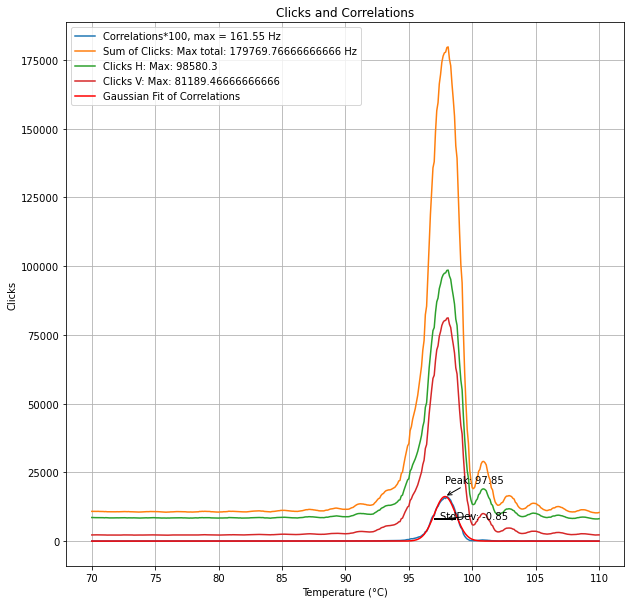 Clicks and Correlations
Correlations*100, max = 161.55 Hz
Sum of Clicks: Max total: 179769.76666666666 Hz
Clicks H: Max: 98580.3
Clicks V: Max: 81189.46666666666
Gaussian Fit of Correlations
175000
150000
125000
100000
75000
50000
25000
0
Clicks
Peak: 97.85
StdDev: 0.85
70 75 80 85 90 95 100 105 110
Temperature (°C)